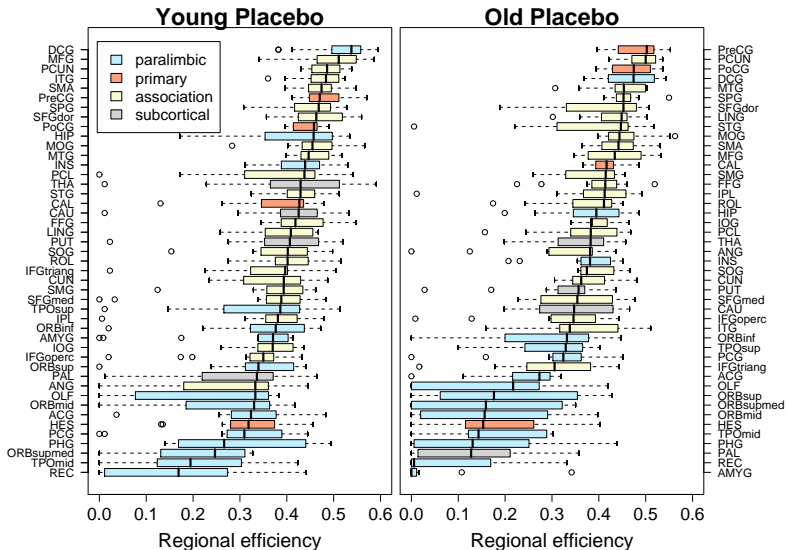 Young Placebo
DCG
MFG
PCUN
ITG
SMA
PreCG
SPG
SFGdor
PoCG
HIP
MOG
MTG
INS
PCL
THA
STG
CAL
CAU
FFG
LING
PUT
SOG
ROL
IFGtriang
CUN
SMG
SFGmed
TPOsup
IPL
ORBinf
AMYG
IOG
IFGoperc
ORBsup
PAL
ANG
OLF
ORBmid
ACG
HES
PCG
PHG
ORBsupmed
TPOmid
REC
paralimbic
primary
association
subcortical
0.0 0.1 0.2 0.3 0.4 0.5 0.6
Regional efficiency
Old Placebo
PreCG
PCUN
PoCG
DCG
MTG
SPG
SFGdor
LING
STG
MOG
SMA
MFG
CAL
SMG
FFG
IPL
ROL
HIP
IOG
PCL
THA
ANG
INS
SOG
CUN
PUT
SFGmed
CAU
IFGoperc
ITG
ORBinf
TPOsup
PCG
IFGtriang
ACG
OLF
ORBsup
ORBsupmed
ORBmid
HES
TPOmid
PHG
PAL
REC
AMYG
0.0 0.1 0.2 0.3 0.4 0.5 0.6
Regional efficiency